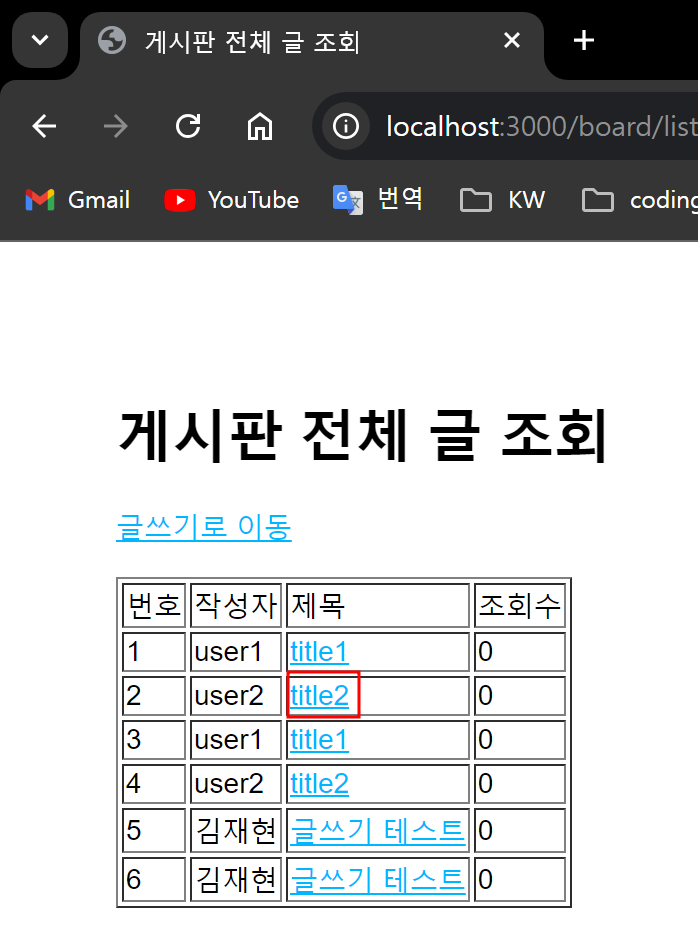 게시판 전체 글 조회
localhost:3000/board/list
Gmail YouTube 번역 KW coding
게시판 전체 글 조회
글쓰기로 이동
번호 작성자 제목 조회수
1 user1 title1 0
2 user2 title2 0
3 user1 title1 0
4 user2 title2 0
5 김재현 글쓰기 테스트 0
6 김재현 글쓰기 테스트 0